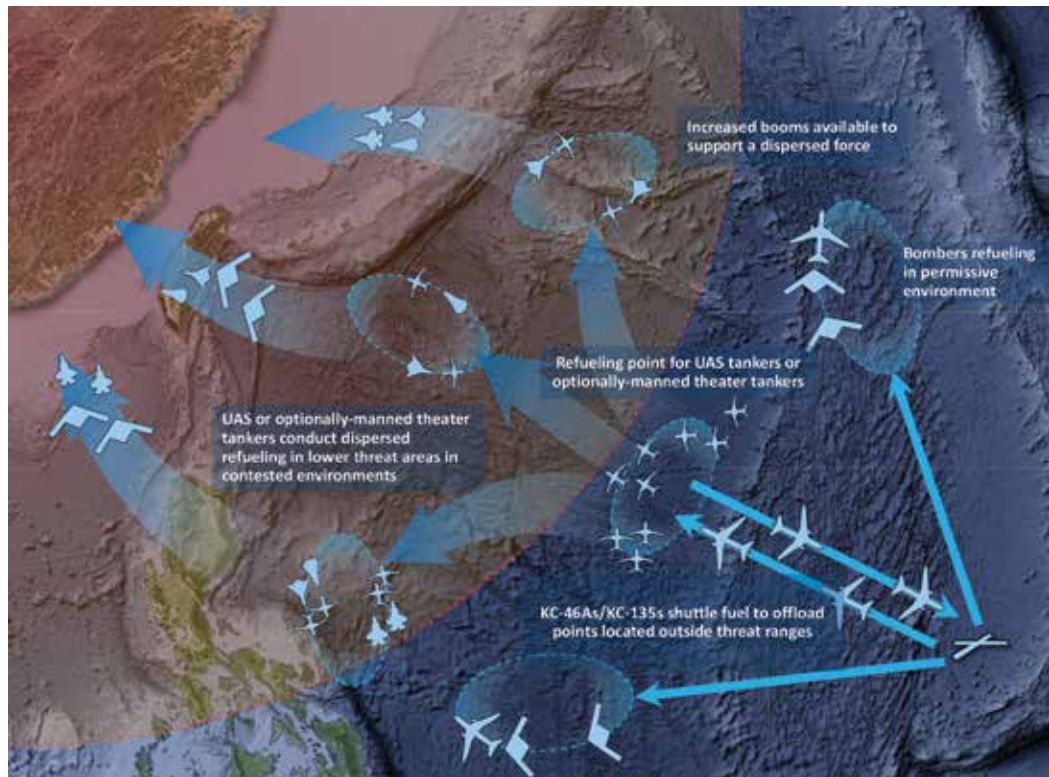 Increased booms available to
support a dispersed force
Bombers refueling
in permissive
environment
Refueling point for UAS tankers or
optionally-manned theater tankers
UAS or optionally-manned theater
tankers conduct dispersed
refueling in lower threat areas in
contested environments
KC-46As/KC-135s shuttle fuel to offload
points located outside threat ranges